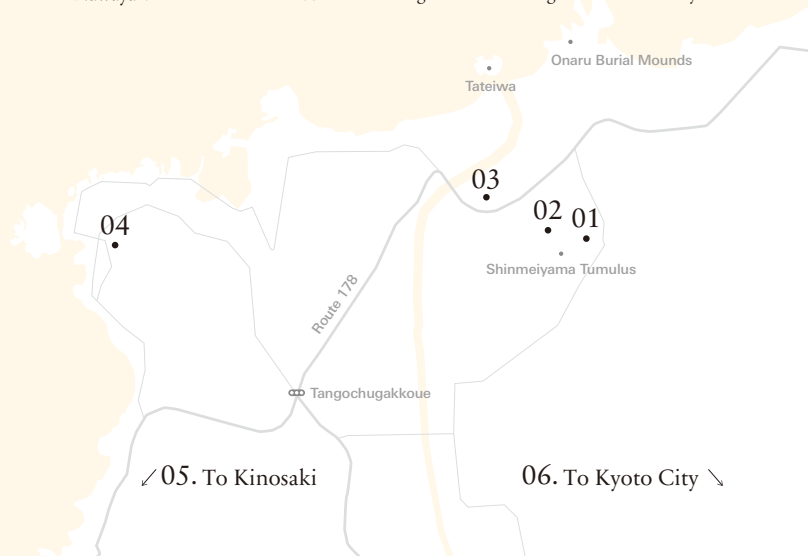 Onaru Burial Mounds
Tateiwa
03
02
01
04
Shinmeiyama Tumulus
Route 178
Tangochugakkoue
05. To Kinosaki
06. To Kyoto City